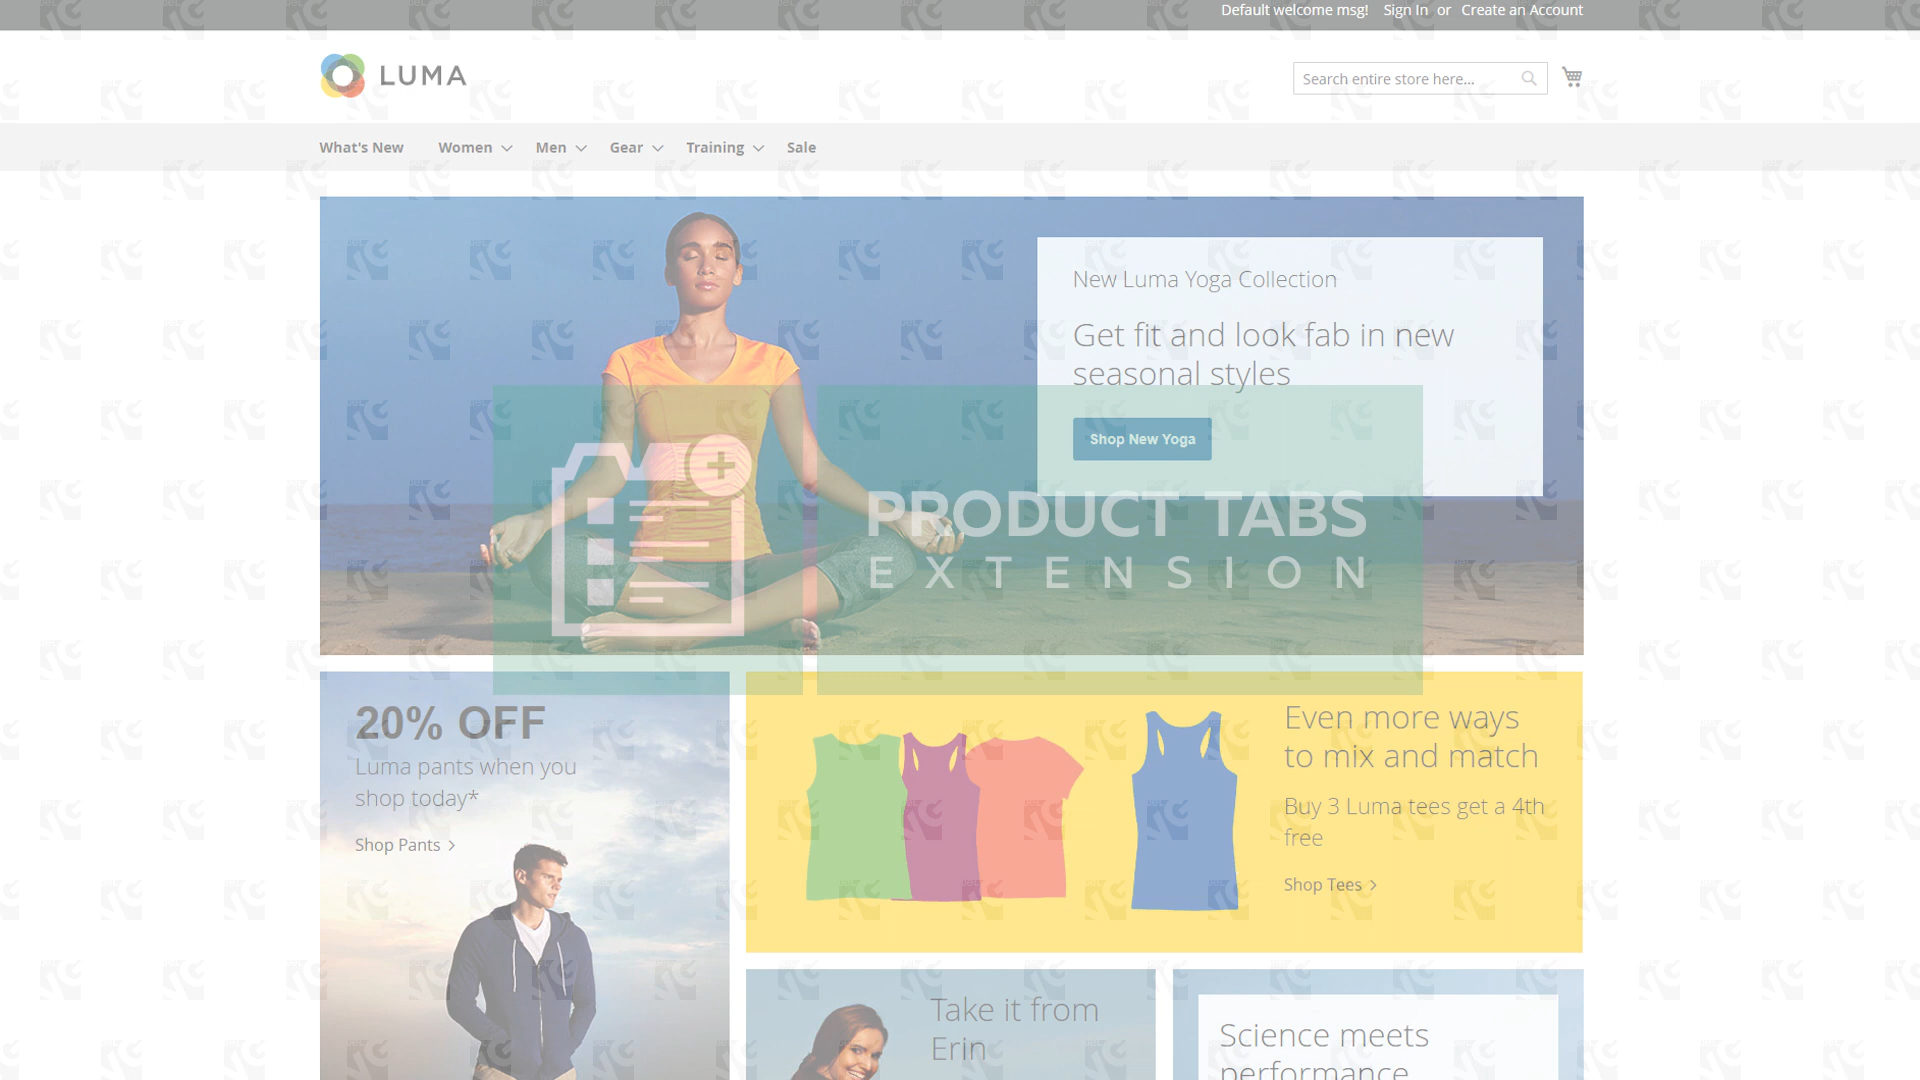 Default welcome msg! Sign In or Create an Account
LUMA
Search entire store here...
What's New Women Men Gear Training Sale
New Luma Yoga Collection
Get fit and look fab in new
seasonal styles
Shop New Yoga
PRODUCT TABS
EXTENSION
20% OFF
Luma pants when you
shop today*
Shop Pants
Even more ways
to mix and match
Buy 3 Luma tees get a 4th
free
Shop Tees
Take it from
Erin
Science meets
performance